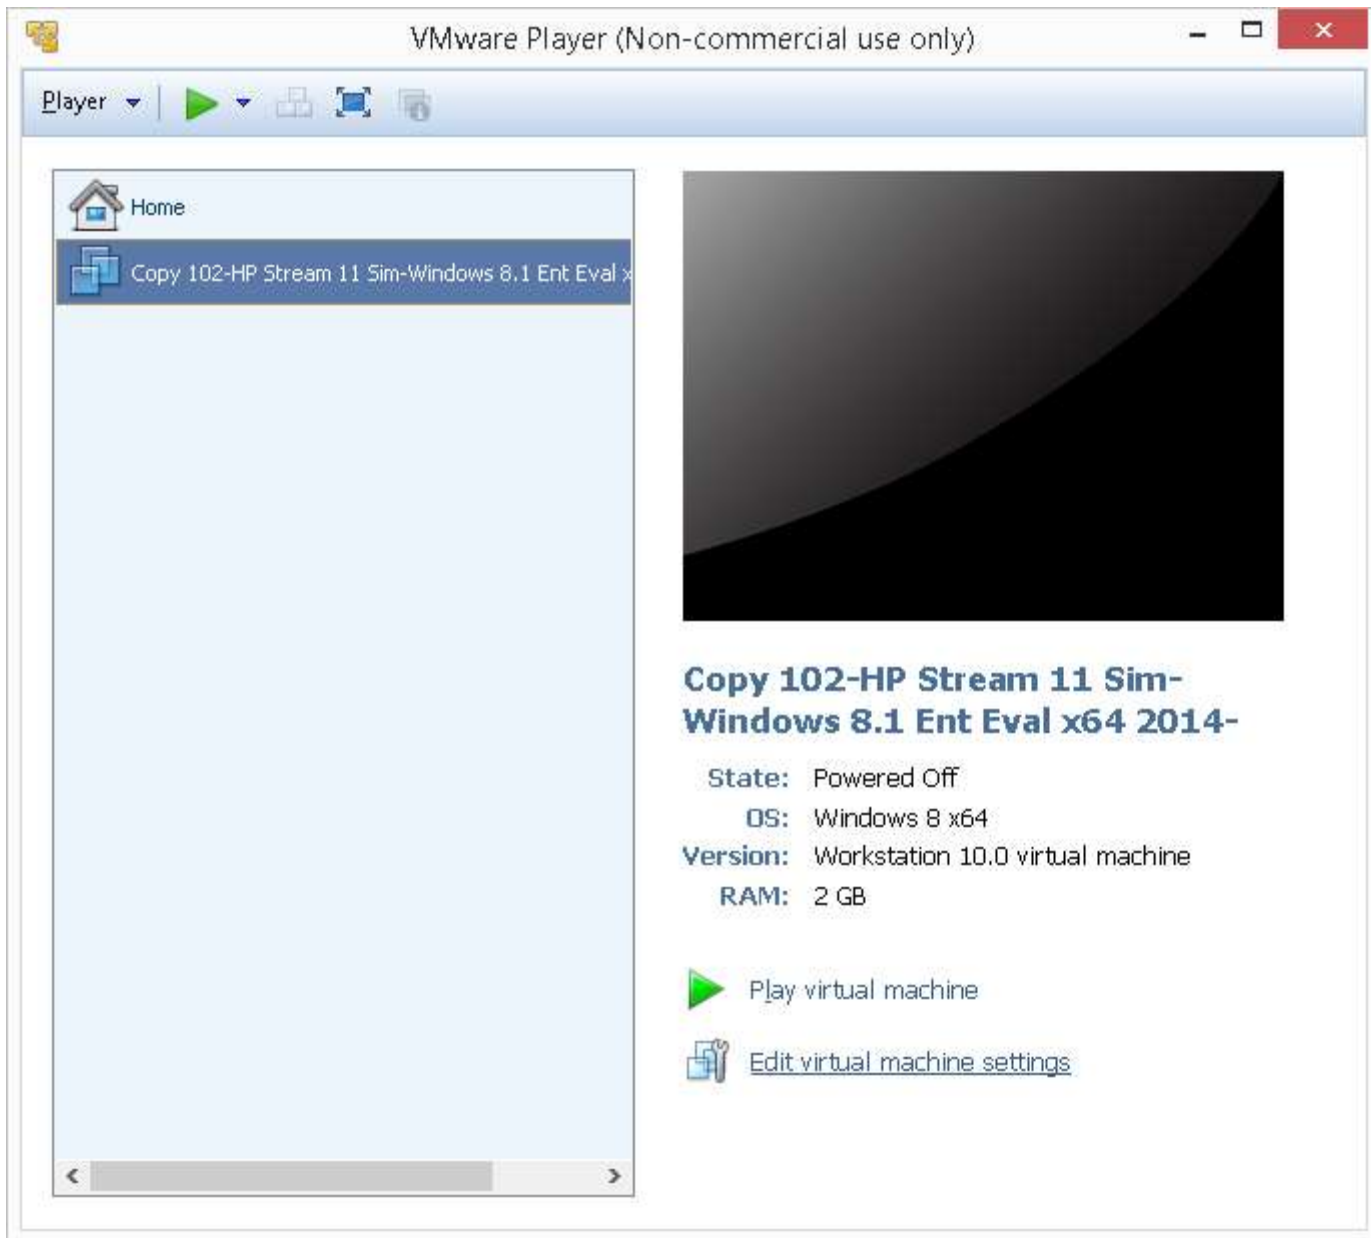 VMware Player (Non-commercial use only)
Player
Home
Copy 102-HP Stream 11 Sim-Windows 8.1 Ent Eval x
Copy 102-HP Stream 11 Sim-
Windows 8.1 Ent Eval x64 2014-
State: Powered Off
OS: Windows 8 x64
Version: Workstation 10.0 virtual machine
RAM: 2 GB
Play virtual machine
Edit virtual machine settings